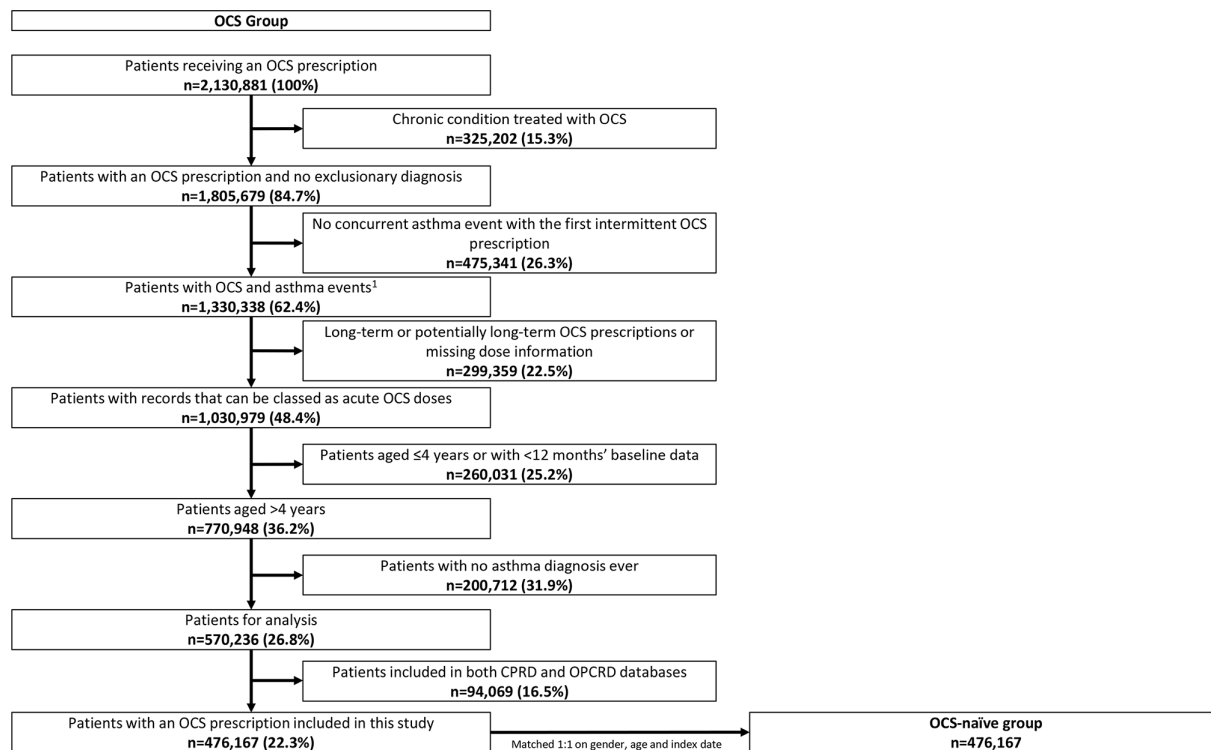 OCS Group
Patients receiving an OCS prescription
n=2,130,881 (100%)
Chronic condition treated with OCS
n=325,202 (15.3%)
Patients with an OCS prescription and no exclusionary diagnosis
n=1,805,679 (84.7%)
No concurrent asthma event with the first intermittent OCS
prescription
n=475,341 (26.3%)
Patients with OCS and asthma events¹
n=1,330,338 (62.4%)
Long-term or potentially long-term OCS prescriptions or
missing dose information
n=299,359 (22.5%)
Patients with records that can be classed as acute OCS doses
n=1,030,979 (48.4%)
Patients aged ≤4 years or with <12 months’ baseline data
n=260,031 (25.2%)
Patients aged >4 years
n=770,948 (36.2%)
Patients with no asthma diagnosis ever
n=200,712 (31.9%)
Patients for analysis
n=570,236 (26.8%)
Patients included in both CPRD and OPCRD databases
n=94,069 (16.5%)
Patients with an OCS prescription included in this study
n=476,167 (22.3%)
Matched 1:1 on gender, age and index date
OCS-naïve group
n=476,167